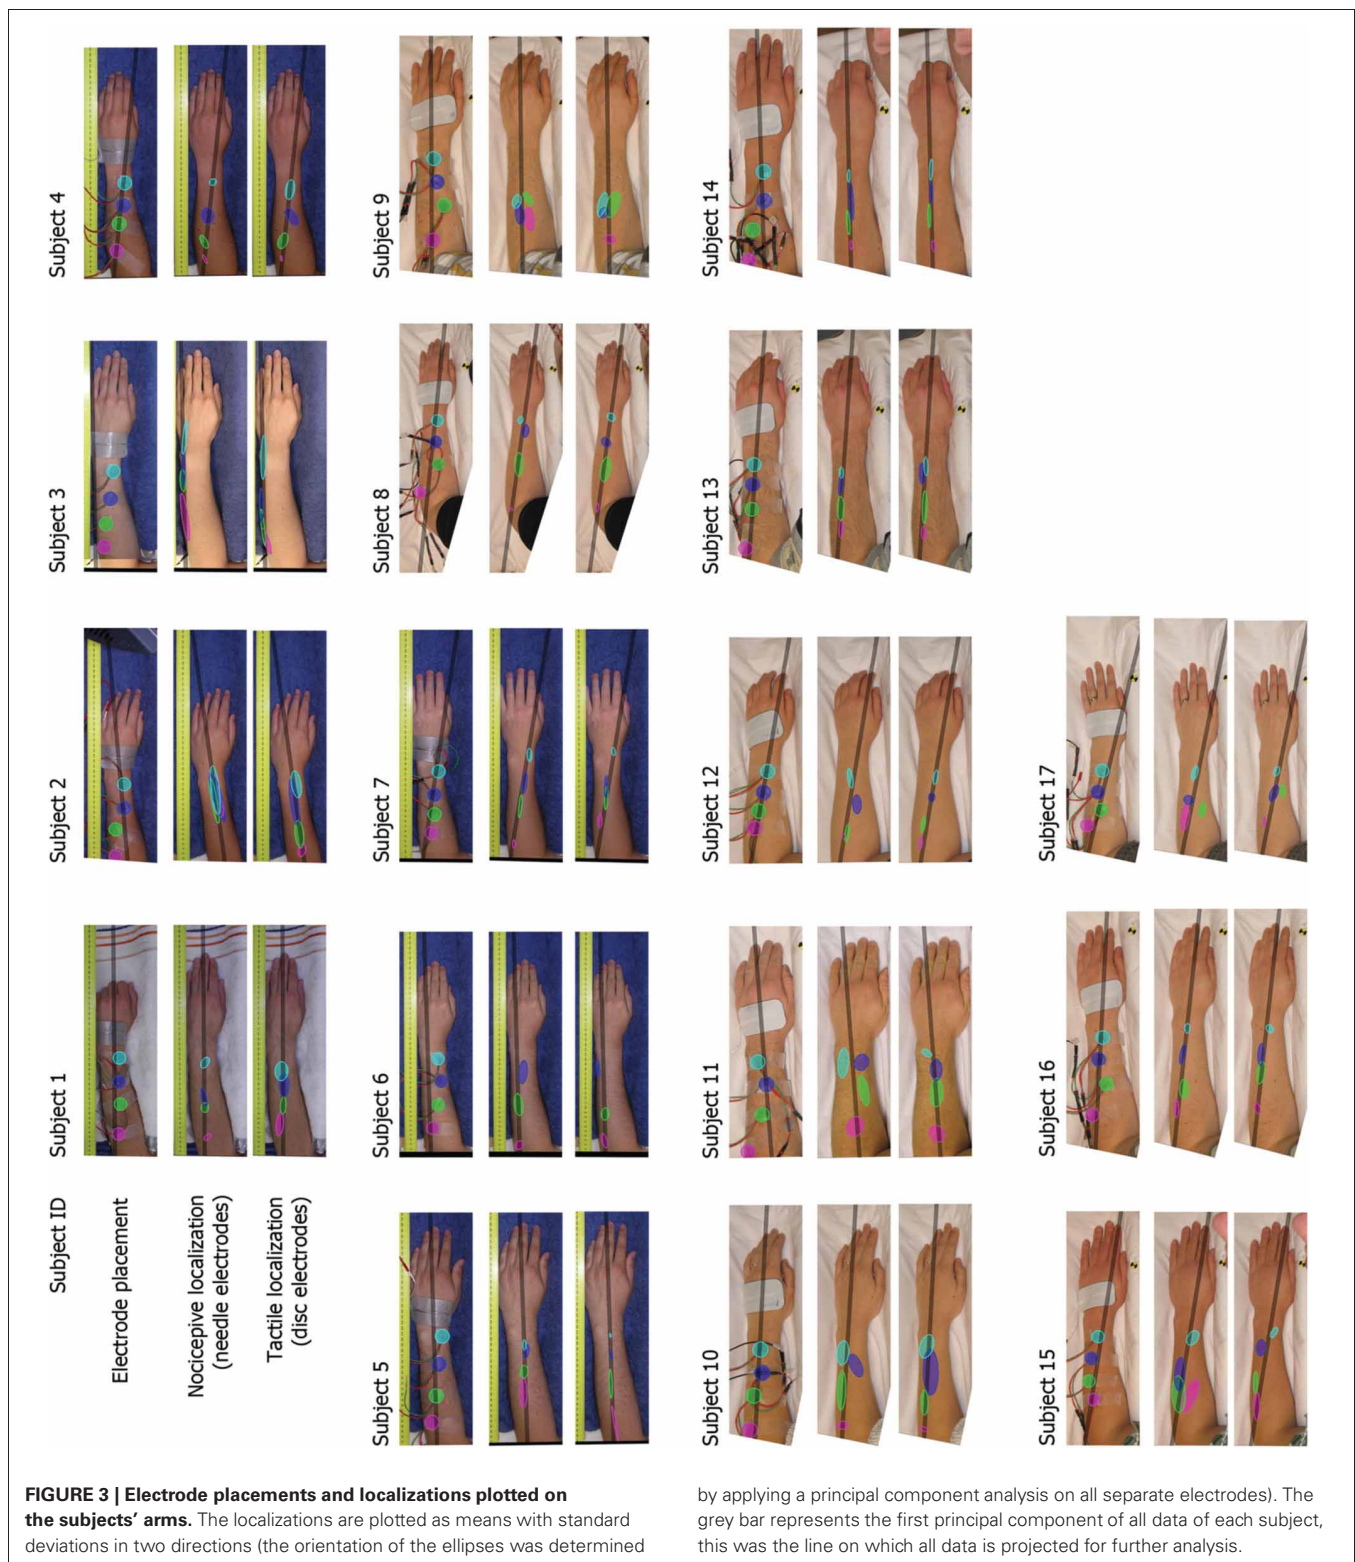 Subject ID
Electrode placement
Nocicepive localization
(needle electrodes)
Tactile localization
(disc electrodes)
Subject 1
Subject 2
Subject 3
Subject 4
Subject 5
Subject 6
Subject 7
Subject 8
Subject 9
Subject 10
Subject 11
Subject 12
Subject 13
Subject 14
Subject 15
Subject 16
Subject 17
FIGURE 3 | Electrode placements and localizations plotted on
the subjects' arms. The localizations are plotted as means with standard
deviations in two directions (the orientation of the ellipses was determined
by applying a principal component analysis on all separate electrodes). The
grey bar represents the first principal component of all data of each subject,
this was the line on which all data is projected for further analysis.